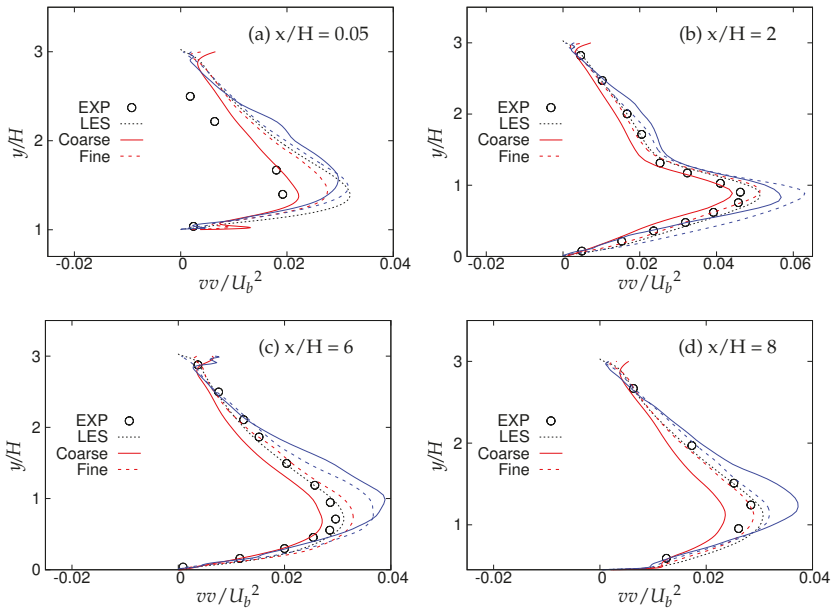 (a) x/H = 0.05
3
2
1
y/H
EXP
LES
Coarse
Fine
-0.02 0 0.02 0.04
vv/U_b^2
(b) x/H = 2
3
2
1
0
y/H
EXP
LES
Coarse
Fine
-0.02 0 0.02 0.04 0.06
vv/U_b^2
(c) x/H = 6
3
2
1
0
y/H
EXP
LES
Coarse
Fine
-0.02 0 0.02 0.04
vv/U_b^2
(d) x/H = 8
3
2
1
y/H
EXP
LES
Coarse
Fine
-0.02 0 0.02 0.04
vv/U_b^2